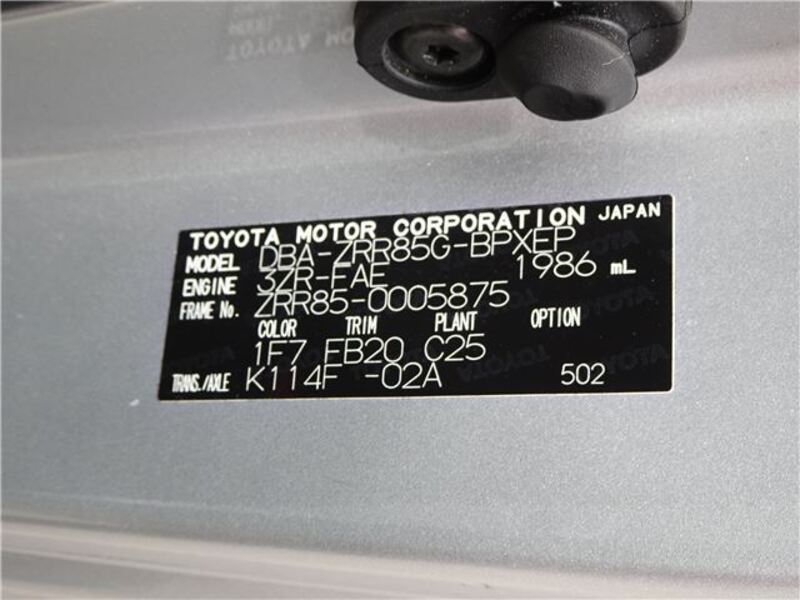 TOYOTA MOTOR CORPORATION JAPAN
MODEL DBA-ZRR85G-BPXEP
ENGINE 3ZR-FAE 1986 mL
FRAME No. ZRR85-0005875
COLOR TRIM PLANT OPTION
1F7 FB20 C25
TRANS./AXLE K114F -02A 502